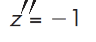 z″ = −1